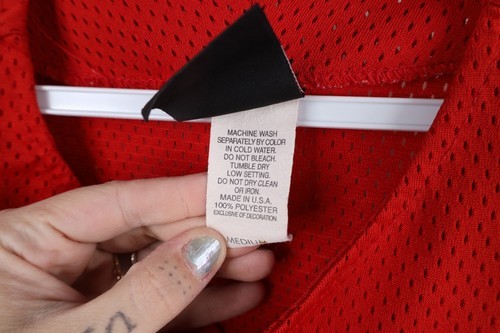 MACHINE WASH
SEPARATELY BY COLOR
IN COLD WATER.
DO NOT BLEACH.
TUMBLE DRY
LOW SETTING.
DO NOT DRY CLEAN
OR IRON.
MADE IN U.S.A.
100% POLYESTER
EXCLUSIVE OF DECORATION.
MEDIUM